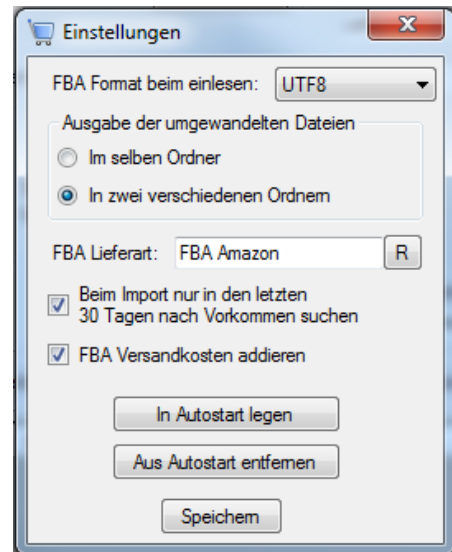 Einstellungen
X
FBA Format beim einlesen: UTF8
Ausgabe der umgewandelten Dateien
Im selben Ordner
In zwei verschiedenen Ordnern
FBA Lieferart: FBA Amazon R
Beim Import nur in den letzten
30 Tagen nach Vorkommen suchen
FBA Versandkosten addieren
In Autostart legen
Aus Autostart entfernen
Speichern